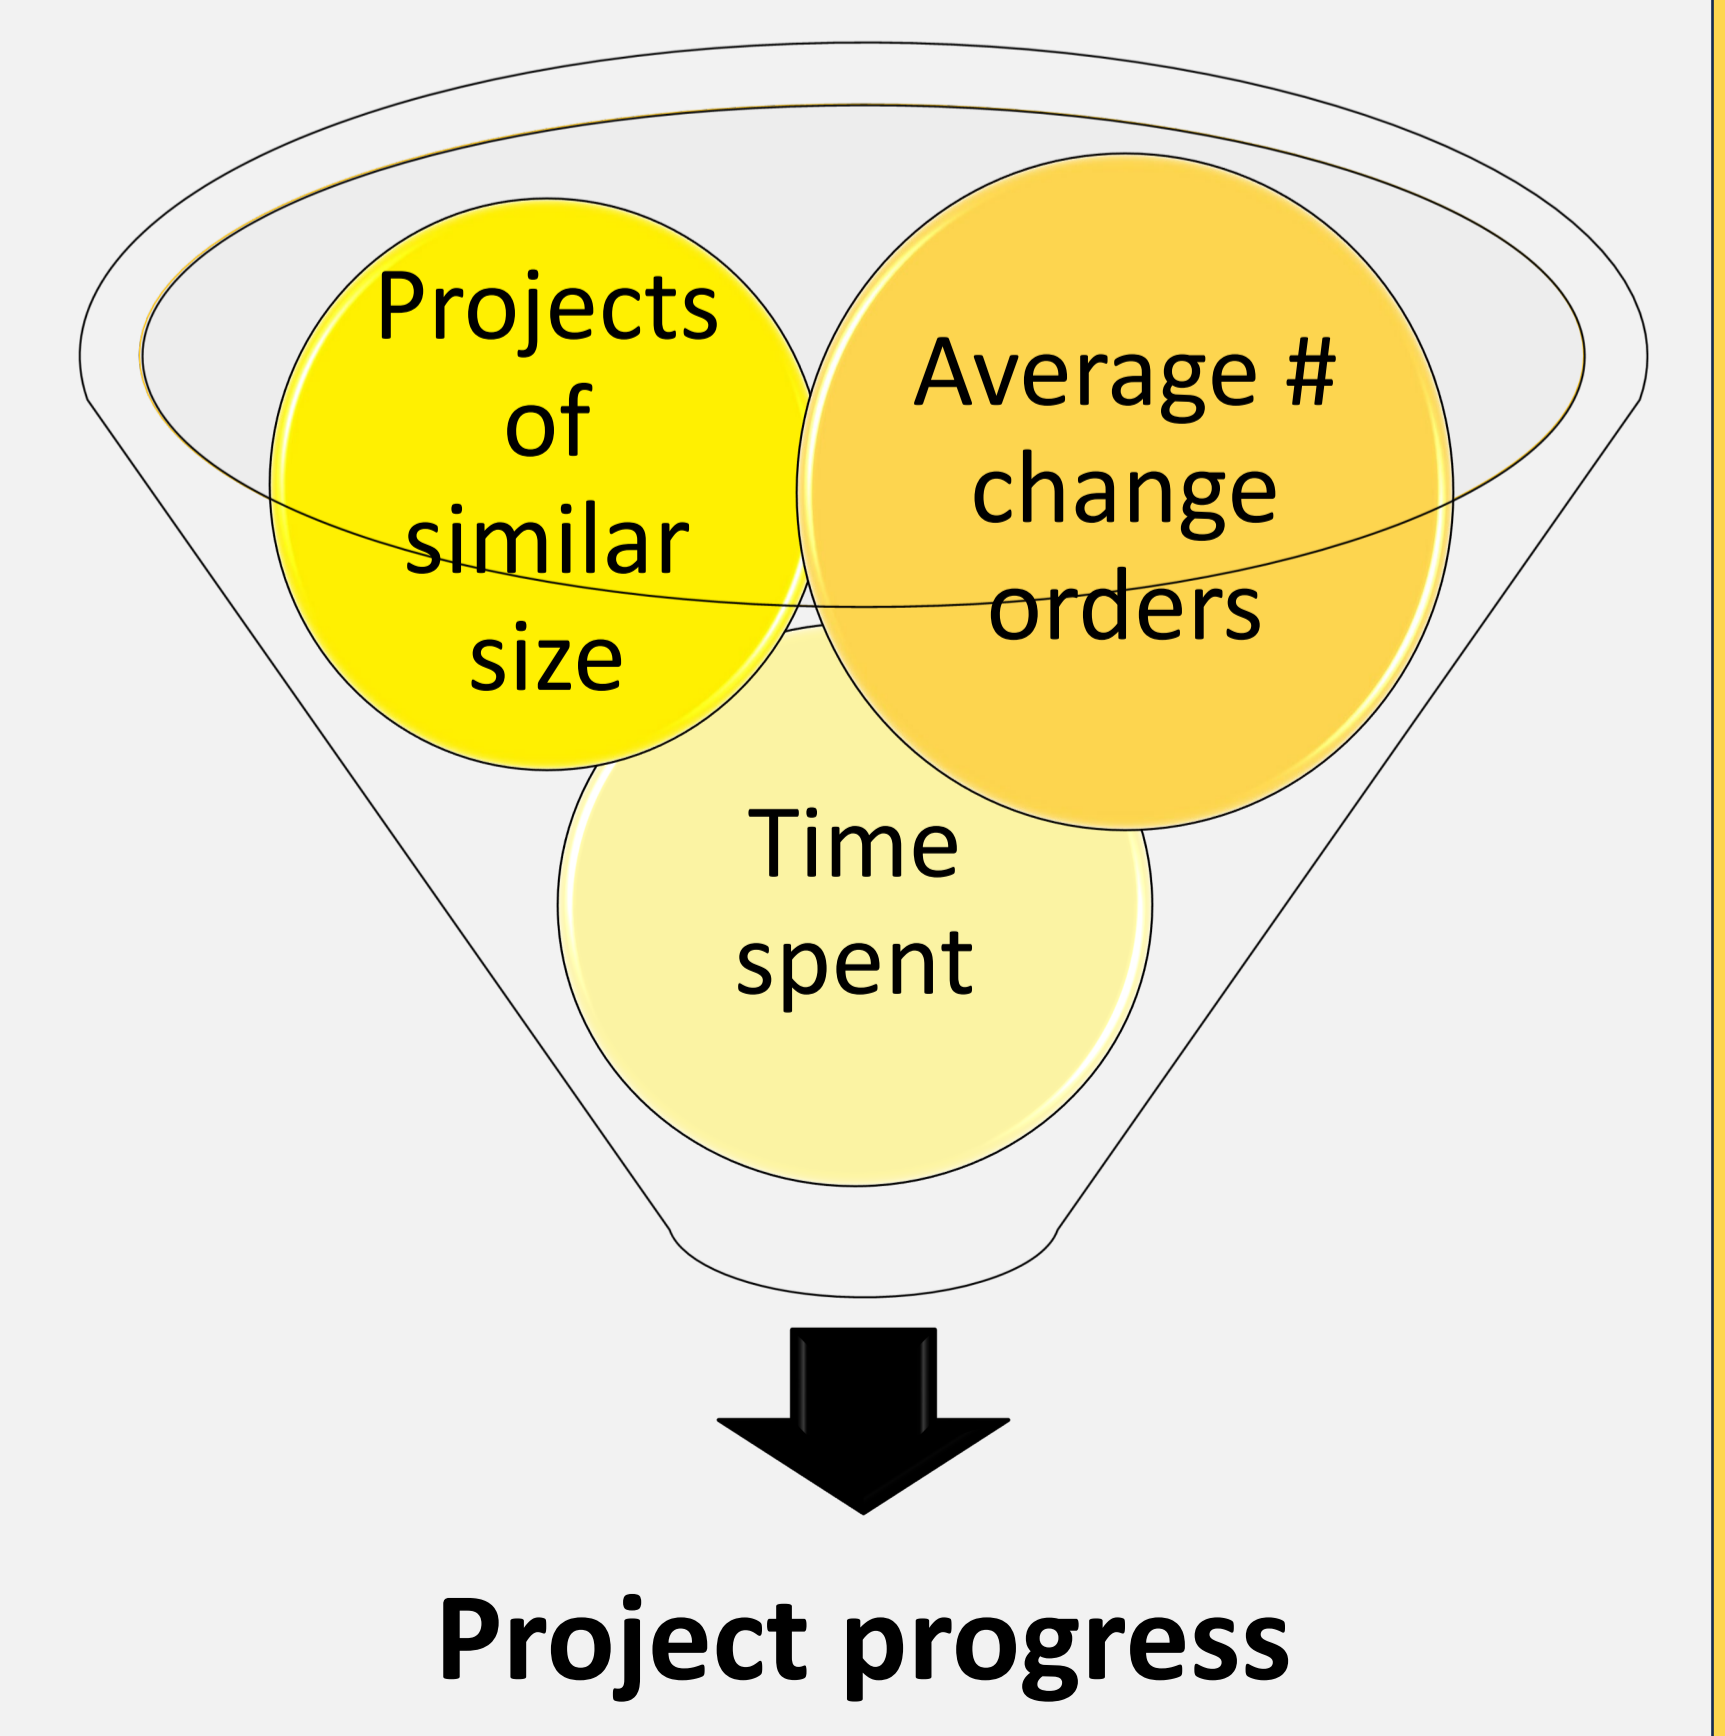 Projects
of
similar
size
Average #
change
orders
Time
spent
Project progress